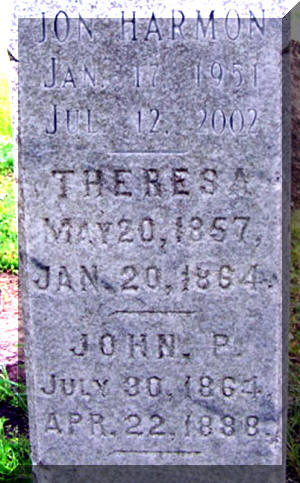 JON HARMON
JAN. 17, 1951
JUL. 12, 2002
THERESA
MAY 20, 1857,
JAN. 20, 1864.
JOHN. P.
JULY 30, 1864,
APR. 22, 1888.